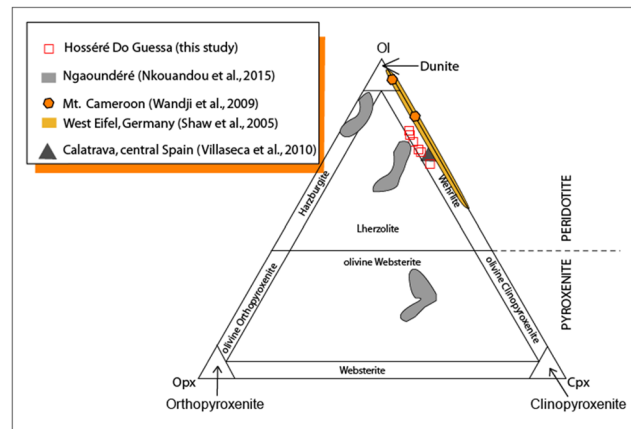 Hosséré Do Guessa (this study)
Ngaoundéré (Nkouandou et al., 2015)
Mt. Cameroon (Wandji et al., 2009)
West Eifel, Germany (Shaw et al., 2005)
Calatrava, central Spain (Villaseca et al., 2010)
Ol
Dunite
Harzburgite
Wehrlite
PERIDOTITE
Lherzolite
olivine Websterite
olivine Orthopyroxenite
olivine Clinopyroxenite
PYROXENITE
Websterite
Opx
Cpx
Orthopyroxenite
Clinopyroxenite